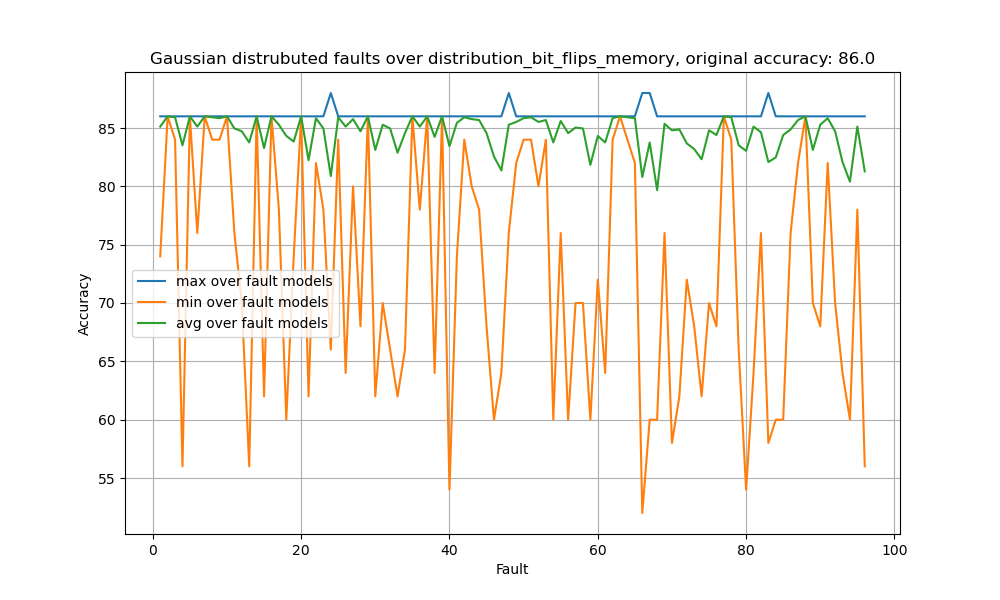 Gaussian distrubuted faults over distribution_bit_flips_memory, original accuracy: 86.0
85
80
75
70
65
60
55
Accuracy
max over fault models
min over fault models
avg over fault models
0 20 40 60 80 100
Fault